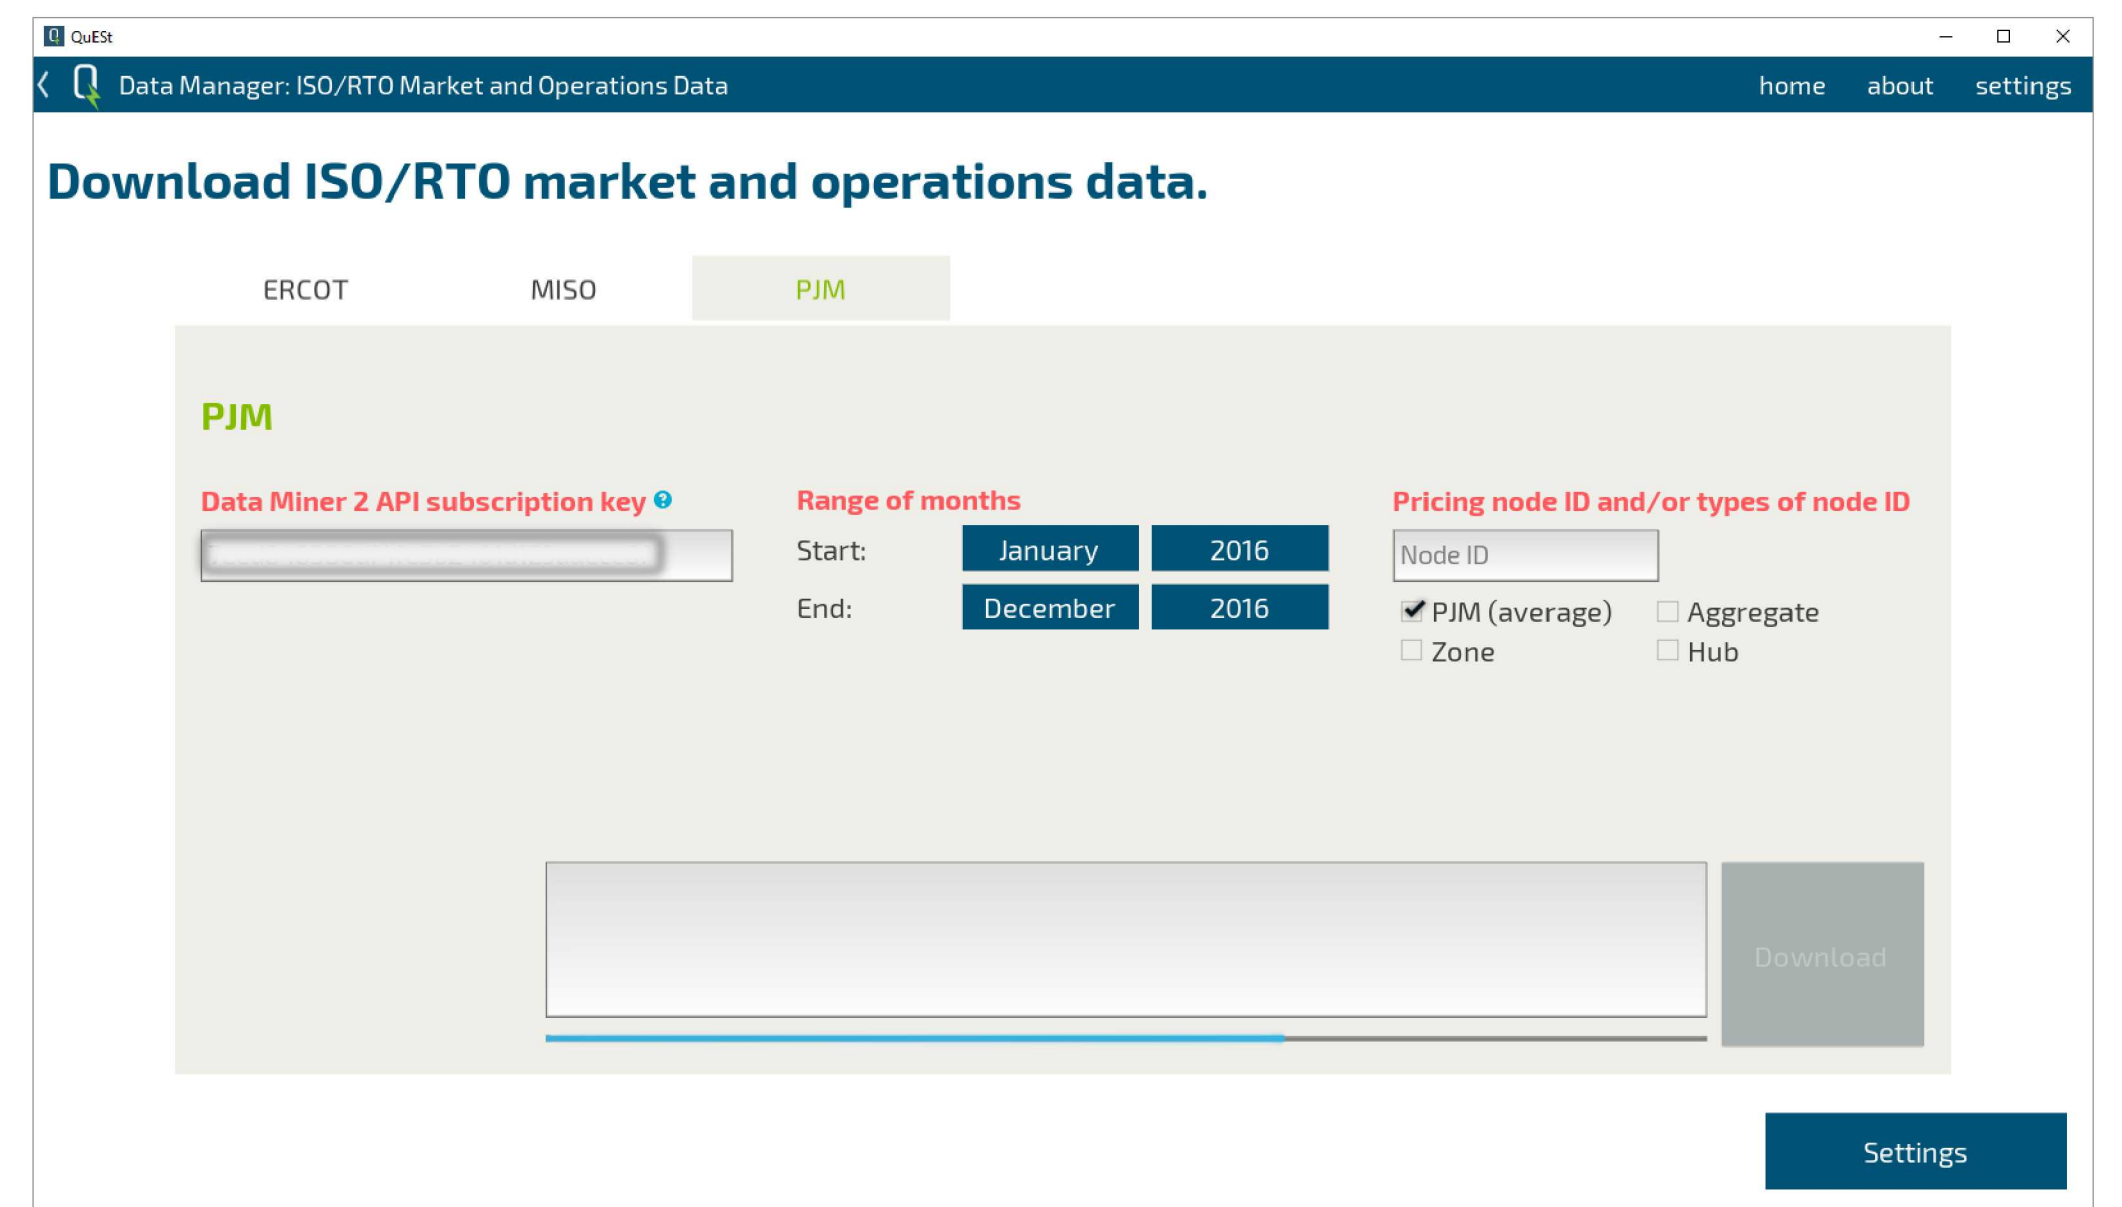 QuESt
Data Manager: ISO/RTO Market and Operations Data home about settings
Download ISO/RTO market and operations data.
ERCOT MISO PJM
PJM
Data Miner 2 API subscription key ?
Range of months
Start: January 2016
End: December 2016
Pricing node ID and/or types of node ID
Node ID
PJM (average) Aggregate
Zone Hub
Download
Settings